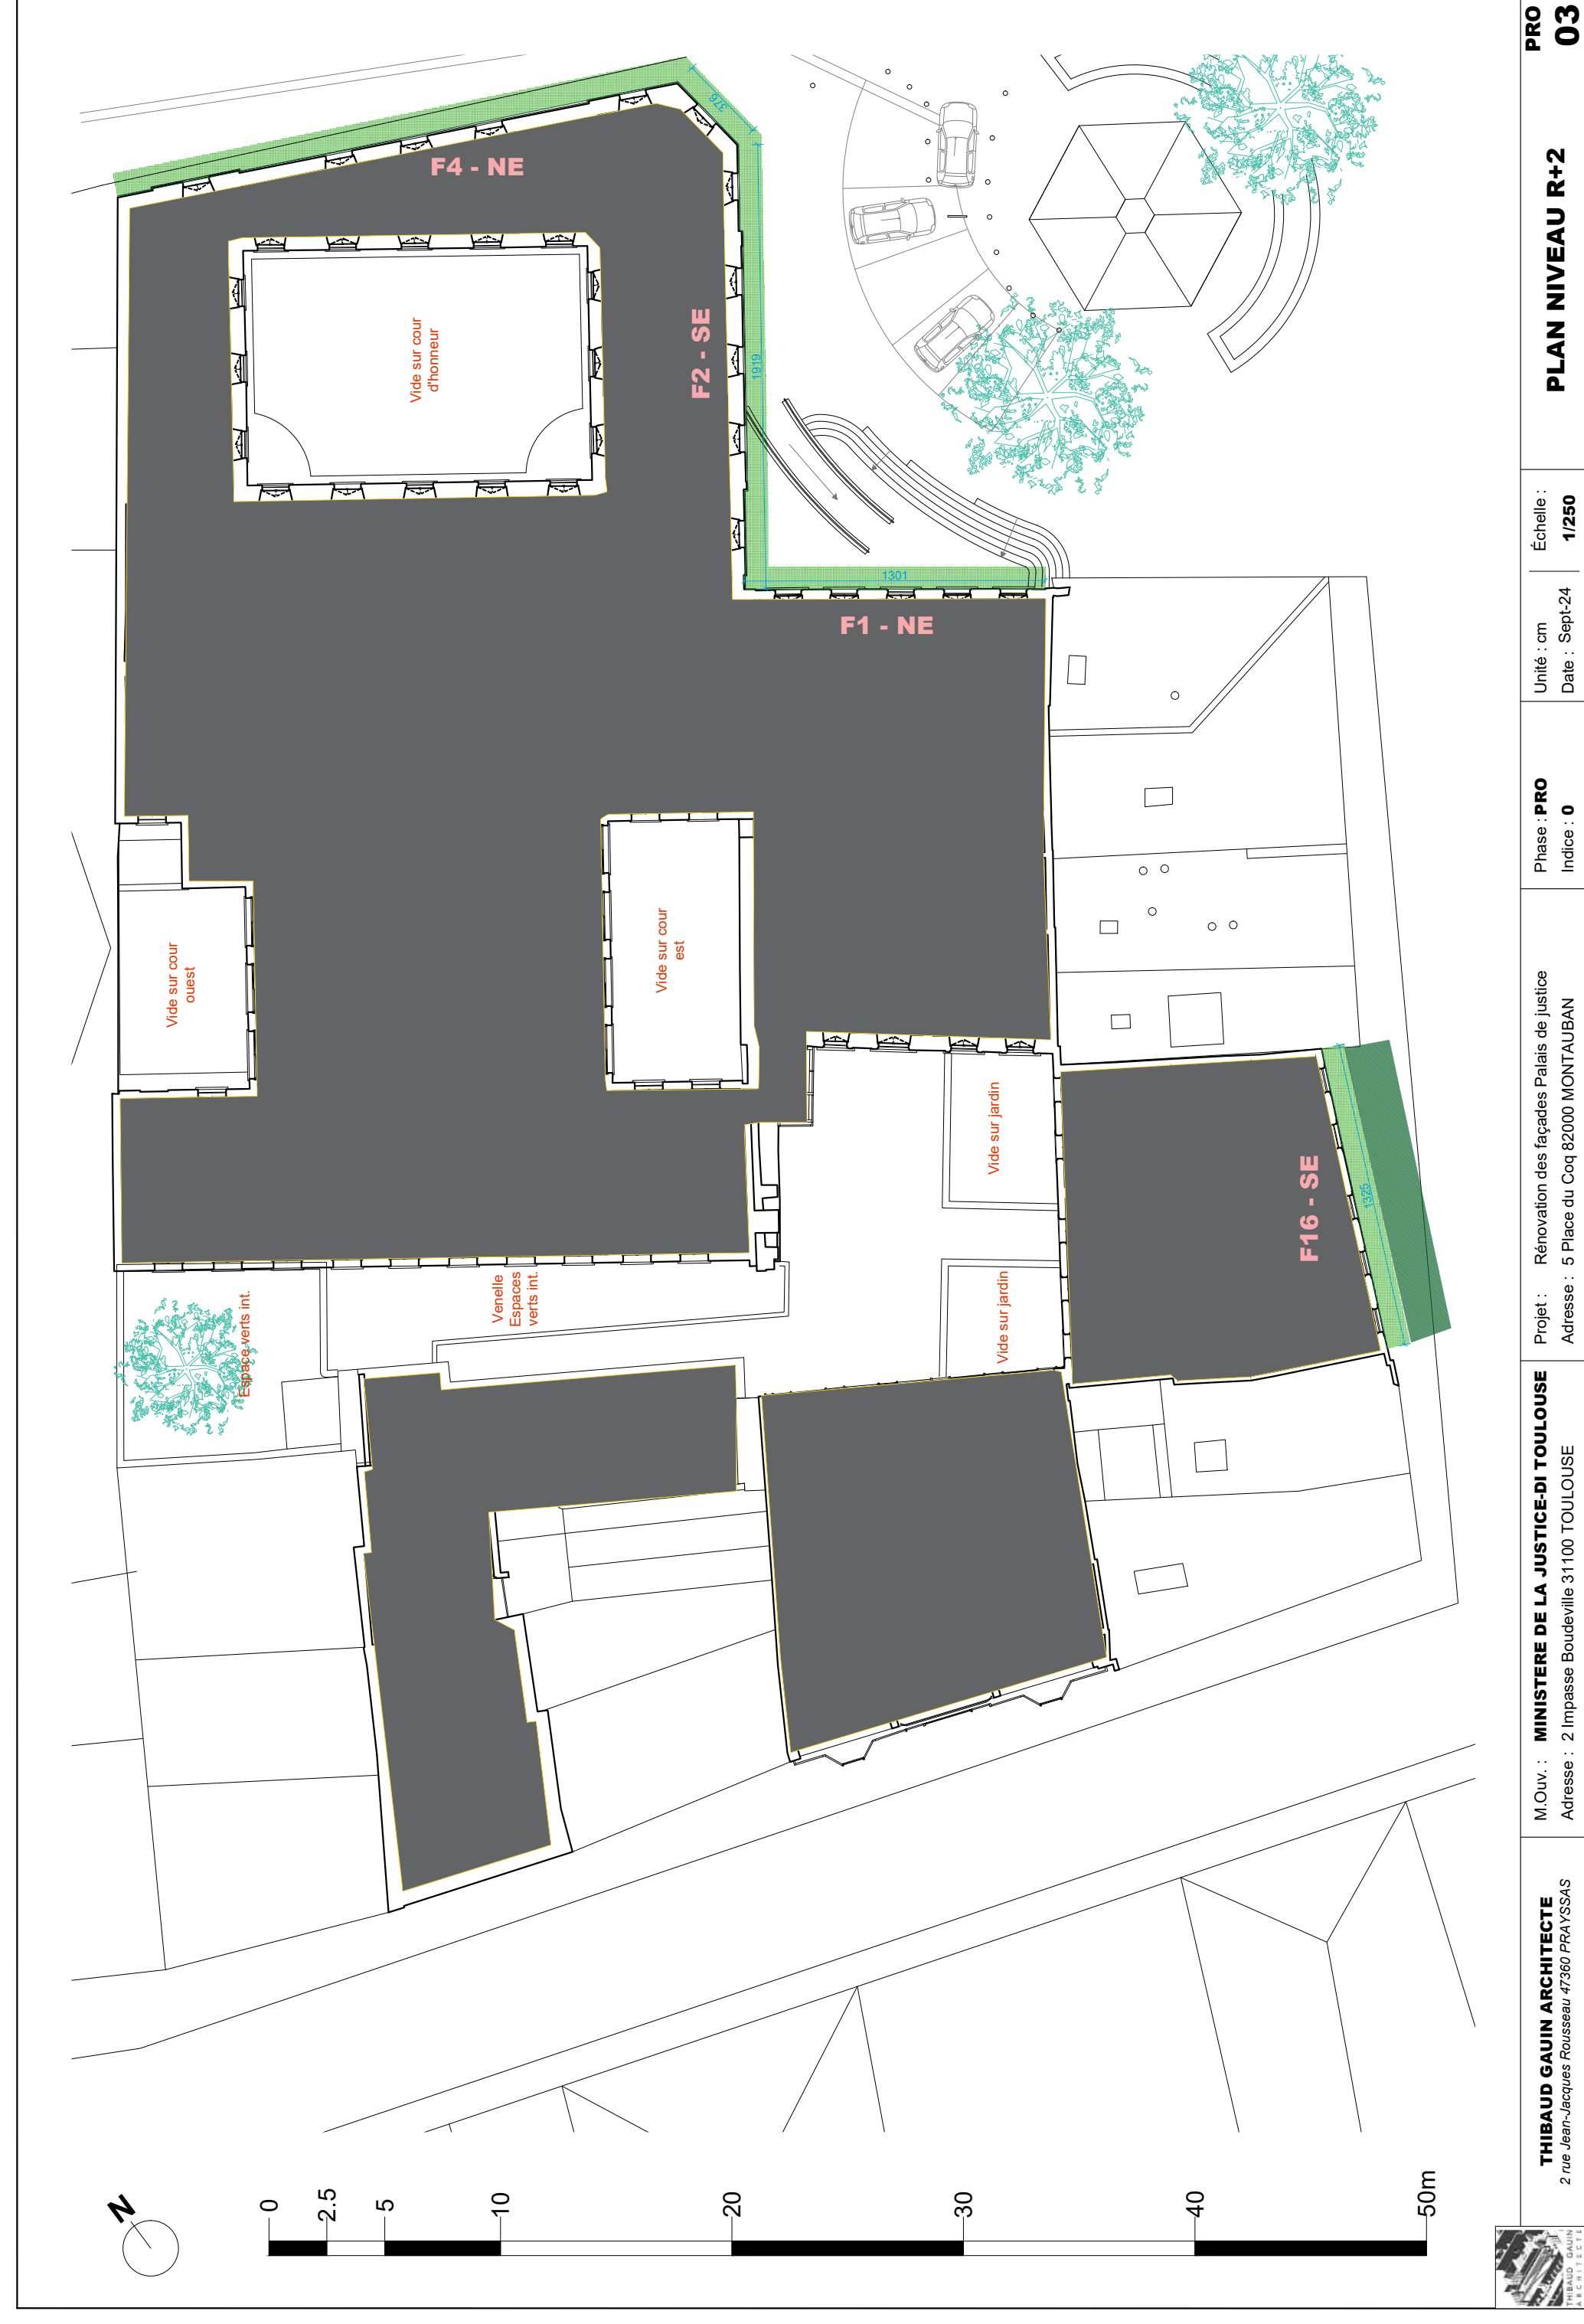 F4 - NE
376
Vide sur cour
d'honneur
F2 - SE
1919
1301
F1 - NE
Vide sur cour
ouest
Vide sur cour
est
Vide sur jardin
F16 - SE
1325
Espace verts int.
Venelle
Espaces
verts int.
Vide sur jardin
N
0
2.5
5
10
20
30
40
50m
THIBAUD GAUIN
ARCHITECTE
THIBAUD GAUIN ARCHITECTE
2 rue Jean-Jacques Rousseau 47360 PRAYSSAS
M.Ouv. : MINISTERE DE LA JUSTICE-DI TOULOUSE
Adresse : 2 Impasse Boudeville 31100 TOULOUSE
Projet : Rénovation des façades Palais de justice
Adresse : 5 Place du Coq 82000 MONTAUBAN
Phase : PRO
Indice : 0
Unité : cm
Date : Sept-24
Échelle :
1/250
PLAN NIVEAU R+2
PRO
03